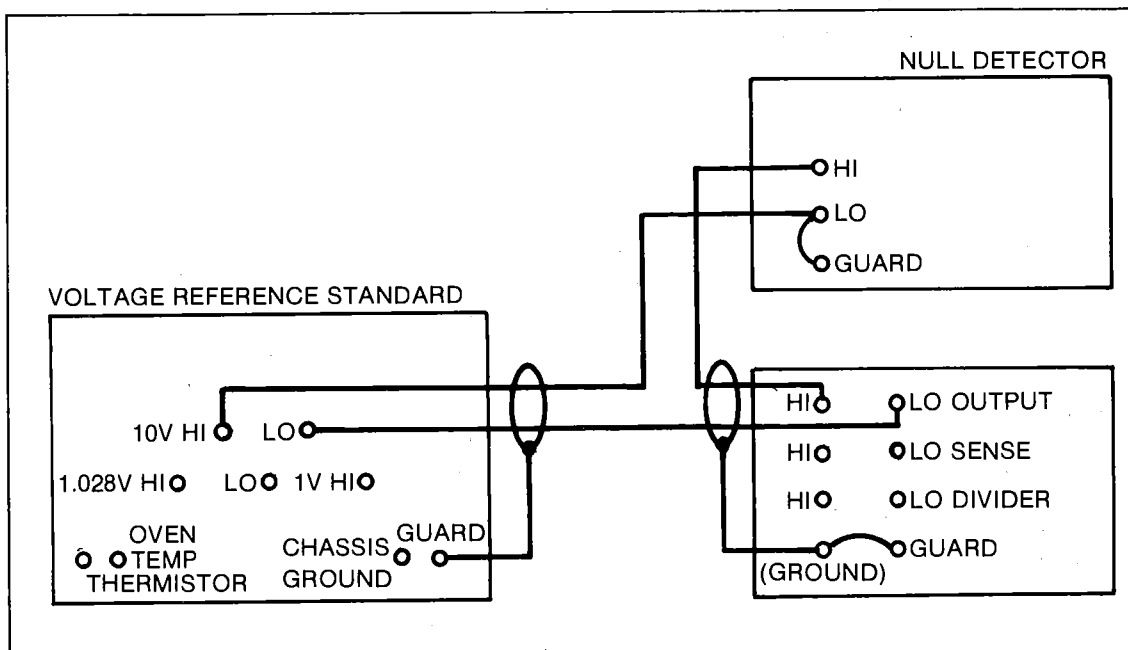 NULL DETECTOR
HI
LO
GUARD
VOLTAGE REFERENCE STANDARD
10V HI LO
1.028V HI LO 1V HI
OVEN
TEMP
THERMISTOR
CHASSIS
GROUND
GUARD
HI LO OUTPUT
HI LO SENSE
HI LO DIVIDER
GUARD
(GROUND)